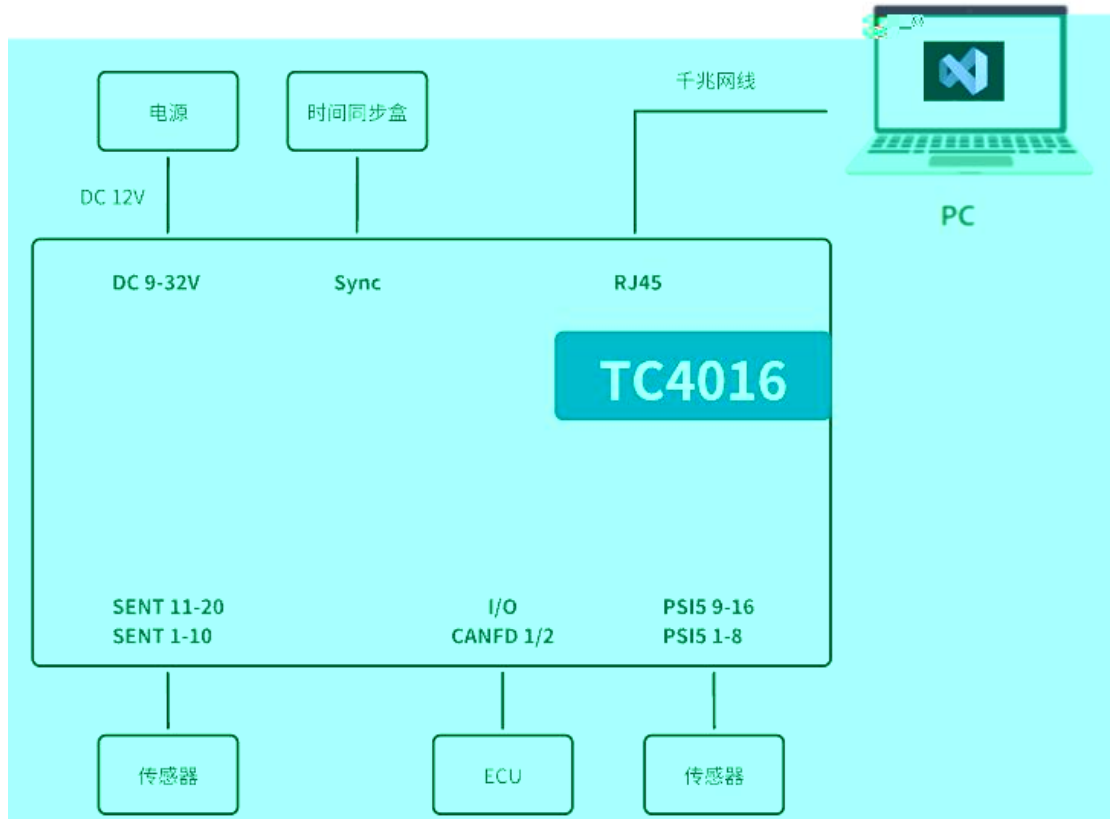 电源
时间同步盒
千兆网线
DC 12V
PC
DC 9-32V
Sync
RJ45
TC4016
SENT 11-20
I/O
PSI5 9-16
SENT 1-10
CANFD 1/2
PSI5 1-8
传感器
ECU
传感器